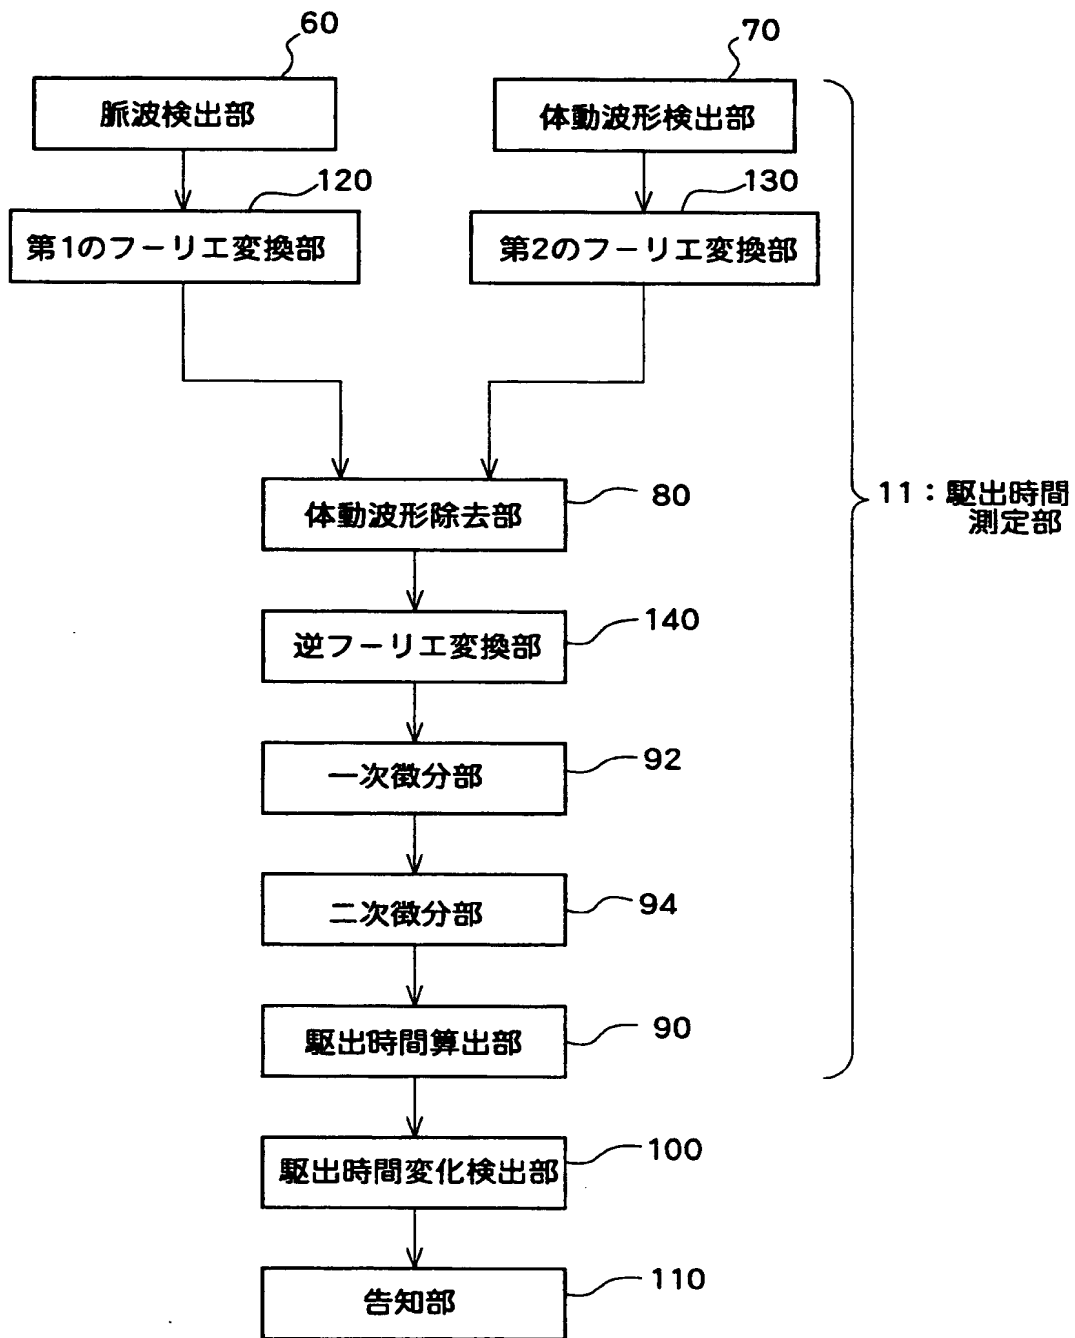 60
70
脈波検出部
体動波形検出部
120
130
第1のフーリエ変換部
第2のフーリエ変換部
体動波形除去部
80
11：駆出時間
測定部
逆フーリエ変換部
140
一次微分部
92
二次微分部
94
駆出時間算出部
90
駆出時間変化検出部
100
告知部
110